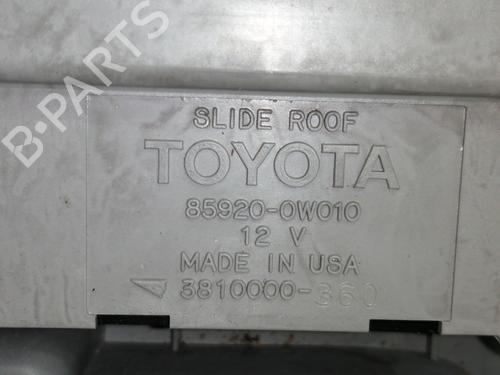 B-PARTS
SLIDE ROOF
TOYOTA
85920-0W010
12 V
MADE IN USA
3810000-360